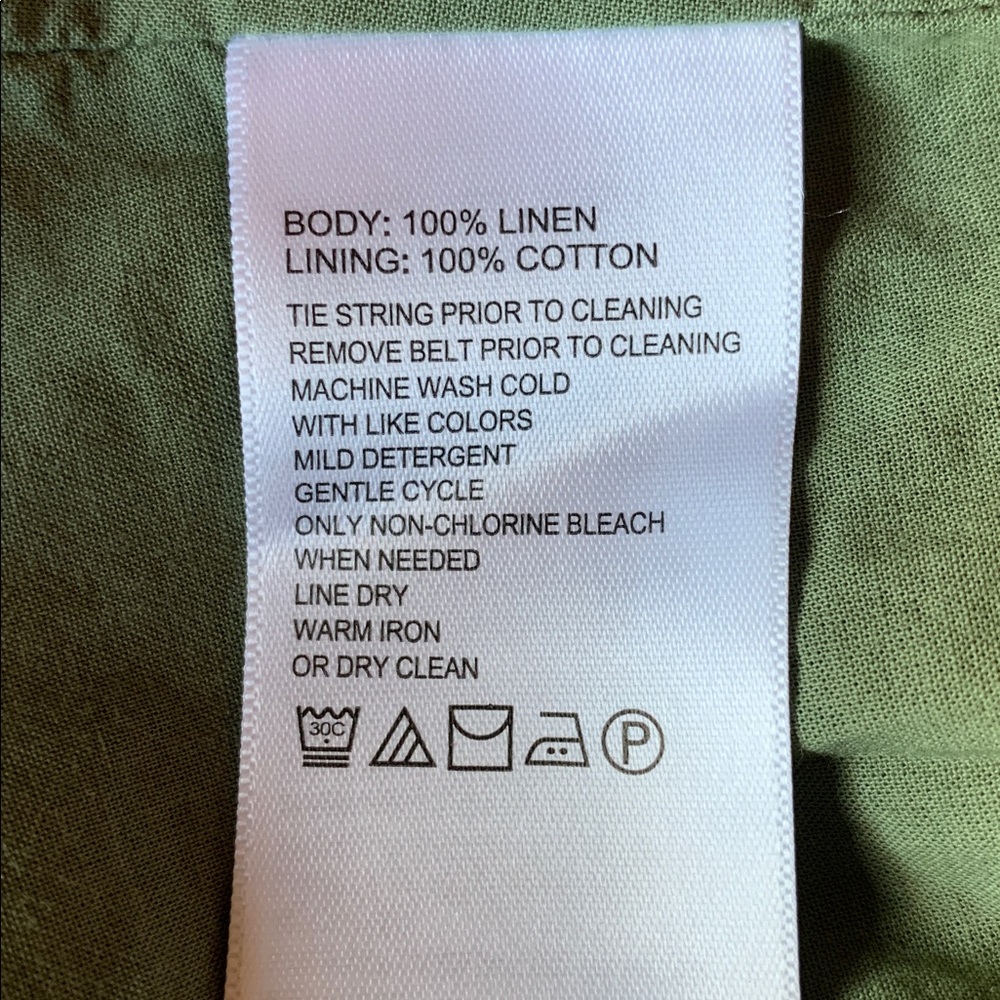 BODY: 100% LINEN
LINING: 100% COTTON
TIE STRING PRIOR TO CLEANING
REMOVE BELT PRIOR TO CLEANING
MACHINE WASH COLD
WITH LIKE COLORS
MILD DETERGENT
GENTLE CYCLE
ONLY NON-CHLORINE BLEACH
WHEN NEEDED
LINE DRY
WARM IRON
OR DRY CLEAN
30C P